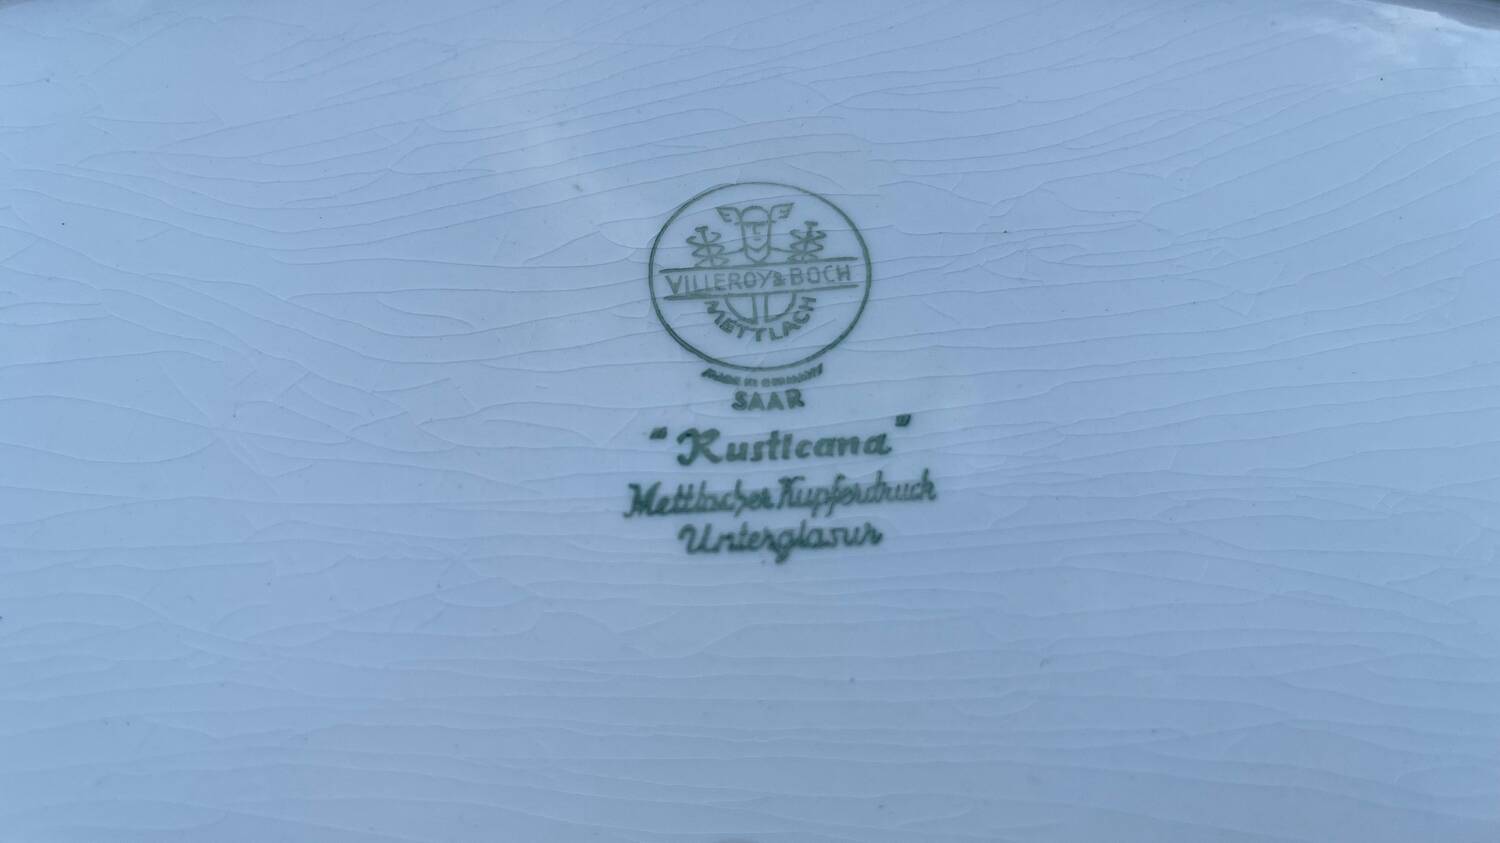 VILLEROY & BOCH
METTLACH
MADE IN GERMANY
SAAR
"Rusticana"
Mettlacher Kupferdruck
Unterglasur